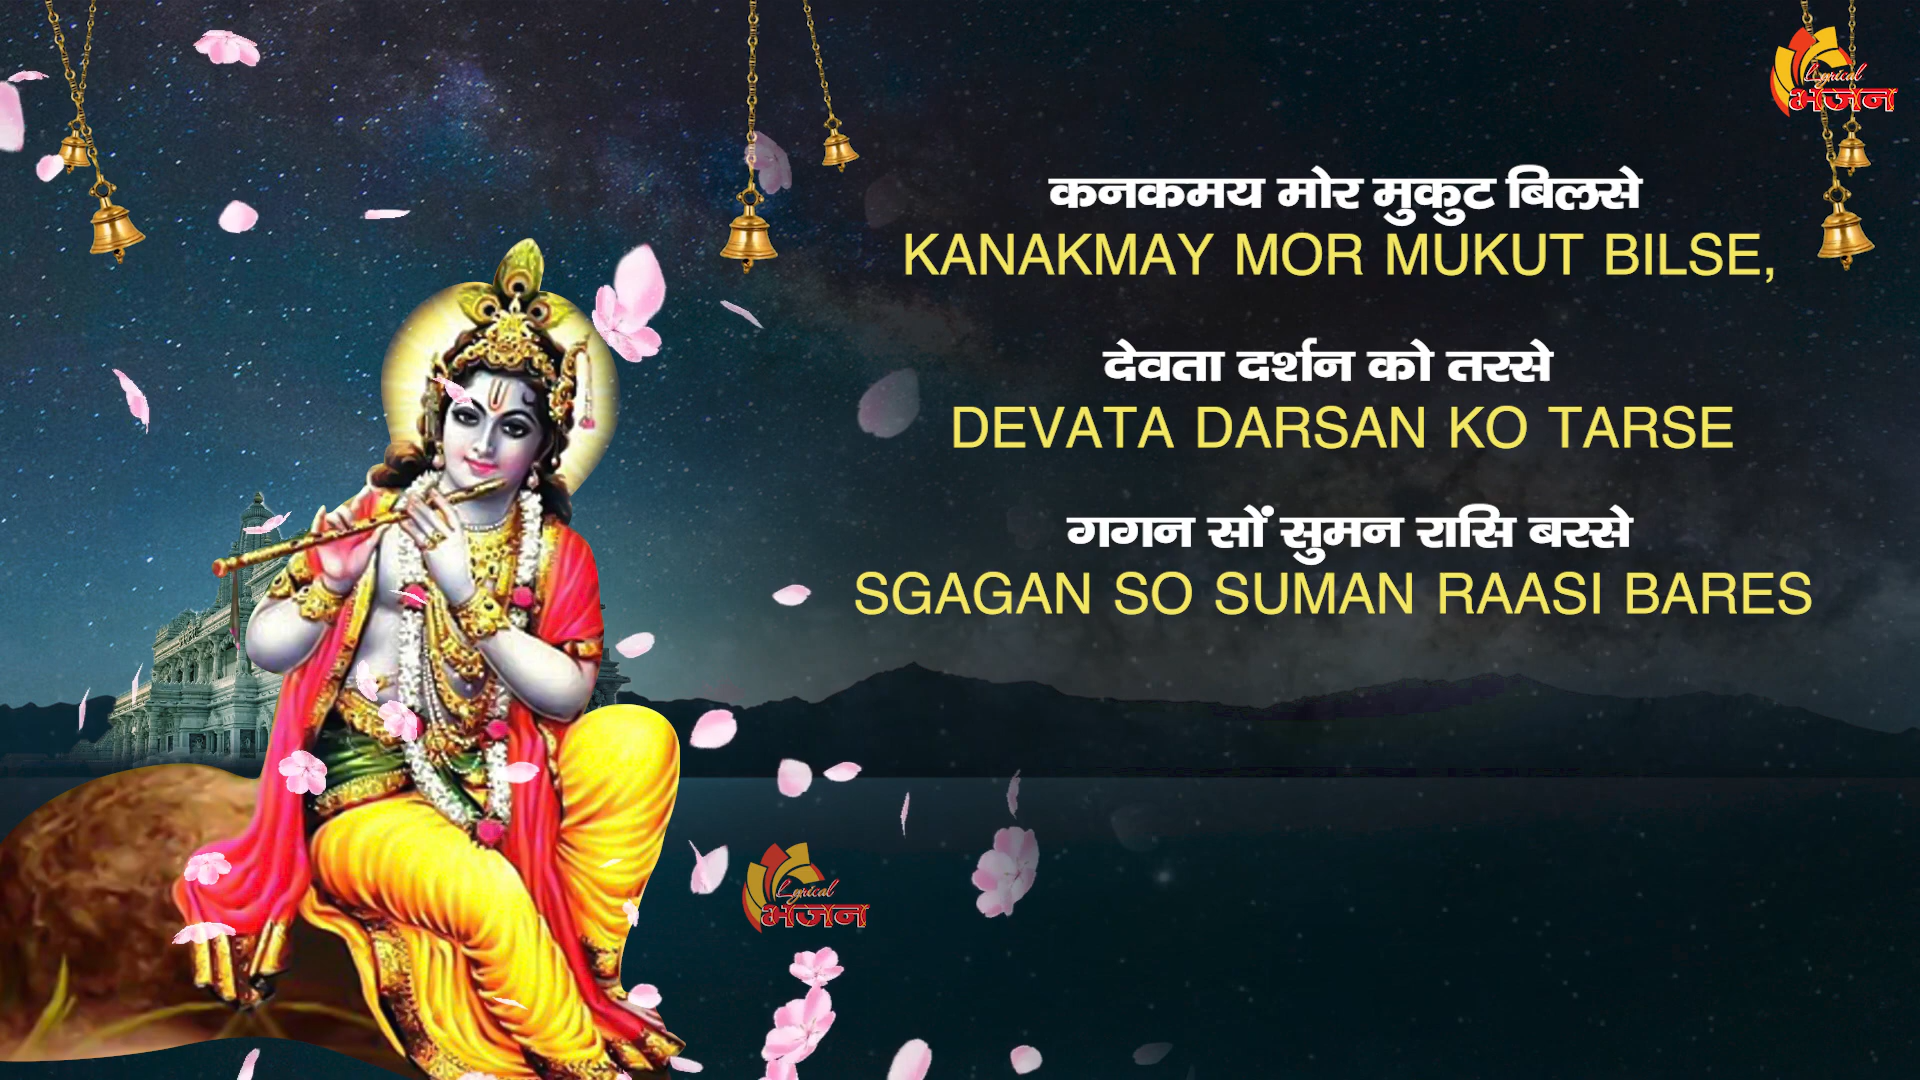 Lyrical
भजन
कनकमय मोर मुकुट बिलसे
KANAKMAY MOR MUKUT BILSE,
देवता दर्शन को तरसे
DEVATA DARSAN KO TARSE
गगन सों सुमन रासि बरसे
SGAGAN SO SUMAN RAASI BARES
Lyrical
भजन